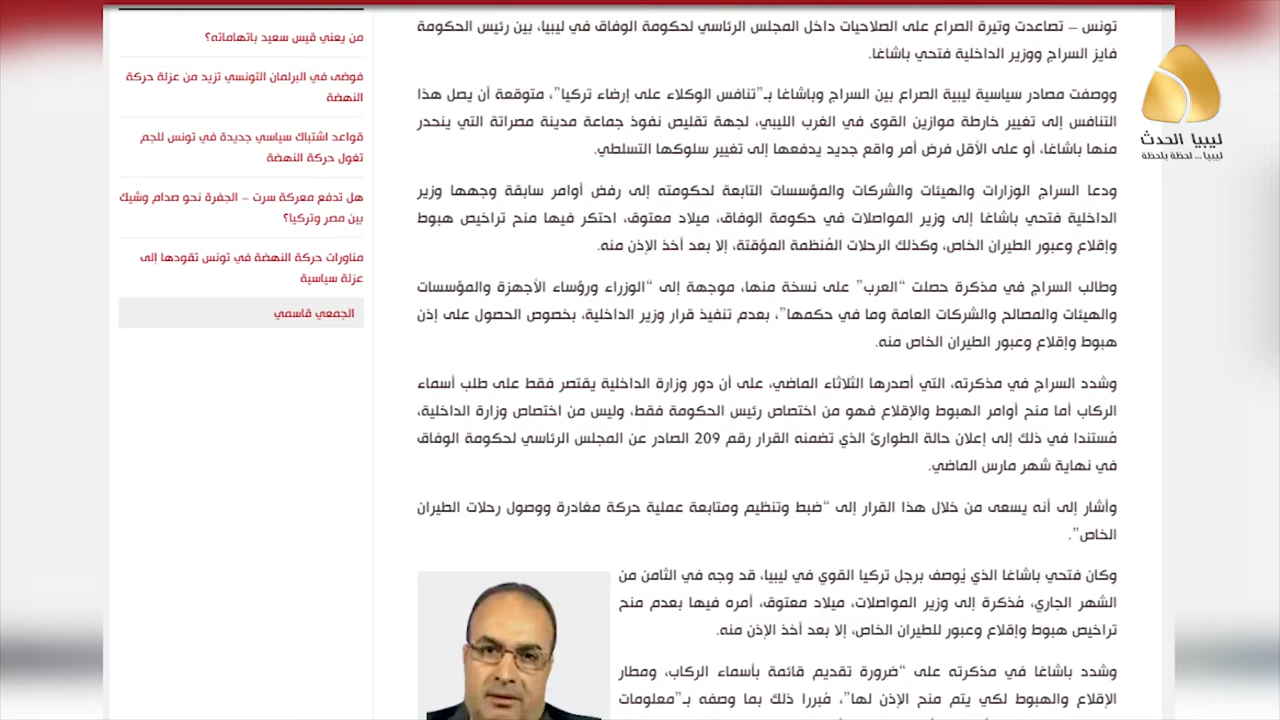 تونس – تصاعدت وتيرة الصراع على الصلاحيات داخل المجلس الرئاسي لحكومة الوفاق في ليبيا، بين رئيس الحكومة
فايز السراج ووزير الداخلية فتحي باشاغا.
ووصفت مصادر سياسية ليبية الصراع بين السراج وباشاغا بـ”تنافس الوكلاء على إرضاء تركيا”، متوقعة أن يصل هذا
التنافس إلى تغيير خارطة موازين القوى في الغرب الليبي، لجهة تقليص نفوذ جماعة مدينة مصراتة التي ينحدر
منها باشاغا، أو على الأقل فرض أمر واقع جديد يدفعها إلى تغيير سلوكها التسلطي.
ودعا السراج الوزارات والهيئات والشركات والمؤسسات التابعة لحكومته إلى رفض أوامر سابقة وجهها وزير
الداخلية فتحي باشاغا إلى وزير المواصلات في حكومة الوفاق، ميلاد معتوق، احتكر فيها منح تراخيص هبوط
وإقلاع وعبور الطيران الخاص، وكذلك الرحلات المُنظمة المؤقتة، إلا بعد أخذ الإذن منه.
وطالب السراج في مذكرة حصلت “العرب” على نسخة منها، موجهة إلى “الوزراء ورؤساء الأجهزة والمؤسسات
والهيئات والمصالح والشركات العامة وما في حكمها”، بعدم تنفيذ قرار وزير الداخلية، بخصوص الحصول على إذن
هبوط وإقلاع وعبور الطيران الخاص منه.
وشدد السراج في مذكرته، التي أصدرها الثلاثاء الماضي، على أن دور وزارة الداخلية يقتصر فقط على طلب أسماء
الركاب أما منح أوامر الهبوط والإقلاع فهو من اختصاص رئيس الحكومة فقط، وليس من اختصاص وزارة الداخلية،
مُستندا في ذلك إلى إعلان حالة الطوارئ الذي تضمنه القرار رقم 209 الصادر عن المجلس الرئاسي لحكومة الوفاق
في نهاية شهر مارس الماضي.
وأشار إلى أنه يسعى من خلال هذا القرار إلى “ضبط وتنظيم ومتابعة عملية حركة مغادرة ووصول رحلات الطيران
الخاص”.
وكان فتحي باشاغا الذي يُوصف برجل تركيا القوي في ليبيا، قد وجه في الثامن من
الشهر الجاري، مُذكرة إلى وزير المواصلات، ميلاد معتوق، أمره فيها بعدم منح
تراخيص هبوط وإقلاع وعبور للطيران الخاص، إلا بعد أخذ الإذن منه.
وشدد باشاغا في مذكرته على “ضرورة تقديم قائمة بأسماء الركاب، ومطار
الإقلاع والهبوط لكي يتم منح الإذن لها”، مُبررا ذلك بما وصفه بـ”معلومات
من يعني قيس سعيد باتهاماته؟
فوضى في البرلمان التونسي تزيد من عزلة حركة
النهضة
قواعد اشتباك سياسي جديدة في تونس للجم
تغول حركة النهضة
هل تدفع معركة سرت – الجفرة نحو صدام وشيك
بين مصر وتركيا؟
مناورات حركة النهضة في تونس تقودها إلى
عزلة سياسية
الجمعي قاسمي
ليبيا الحدث
ليبيا ... لحظة بلحظة